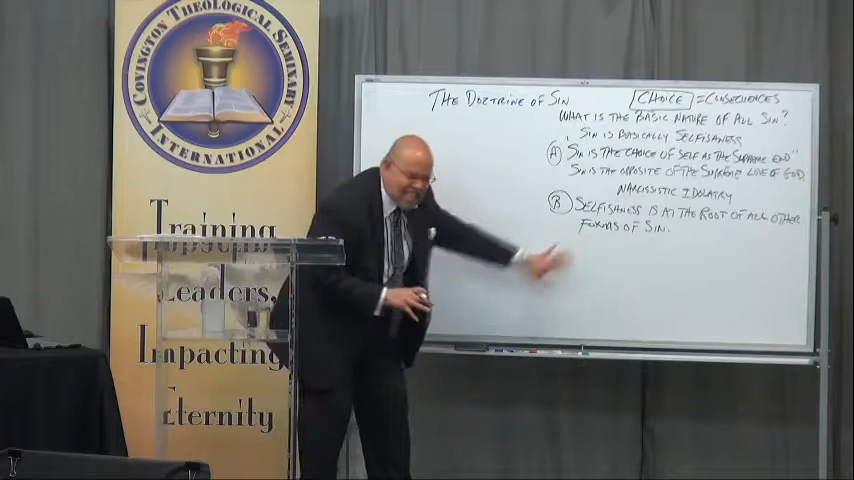 COVINGTON THEOLOGICAL SEMINARY
INTERNATIONAL
Training
Leaders
Impacting
Eternity
THE DOCTRINE OF SIN
CHOICE = CONSEQUENCES
WHAT IS THE BASIC NATURE OF ALL SIN?
SIN IS BASICALLY SELFISHNESS
(A) SIN IS THE CHOICE OF SELF AS THE SUPREME END"
SIN IS THE OPPOSITE OF THE SUPREME LOVE OF GOD.
NARCISSISTIC IDOLATRY
(B) SELFISHNESS IS AT THE ROOT OF ALL OTHER
FORMS OF SIN.